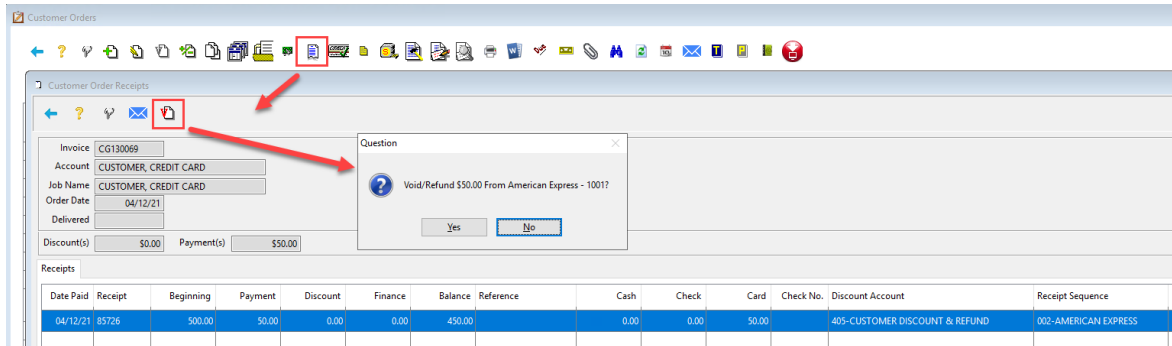 Customer Orders
Customer Order Receipts
Invoice CG130069
Account CUSTOMER, CREDIT CARD
Job Name CUSTOMER, CREDIT CARD
Order Date 04/12/21
Delivered
Discount(s) $0.00 Payment(s) $50.00
Question
Void/Refund $50.00 From American Express - 1001?
Yes No
Receipts
Date Paid Receipt Beginning Payment Discount Finance Balance Reference Cash Check Card Check No. Discount Account Receipt Sequence
04/12/21 85726 500.00 50.00 0.00 0.00 450.00 0.00 0.00 50.00 405-CUSTOMER DISCOUNT & REFUND 002-AMERICAN EXPRESS